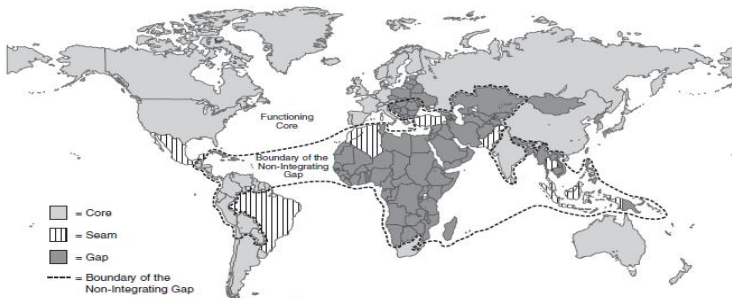 Functioning
Core
Boundary of the
Non-Integrating
Gap
= Core
= Seam
= Gap
= Boundary of the
Non-Integrating Gap